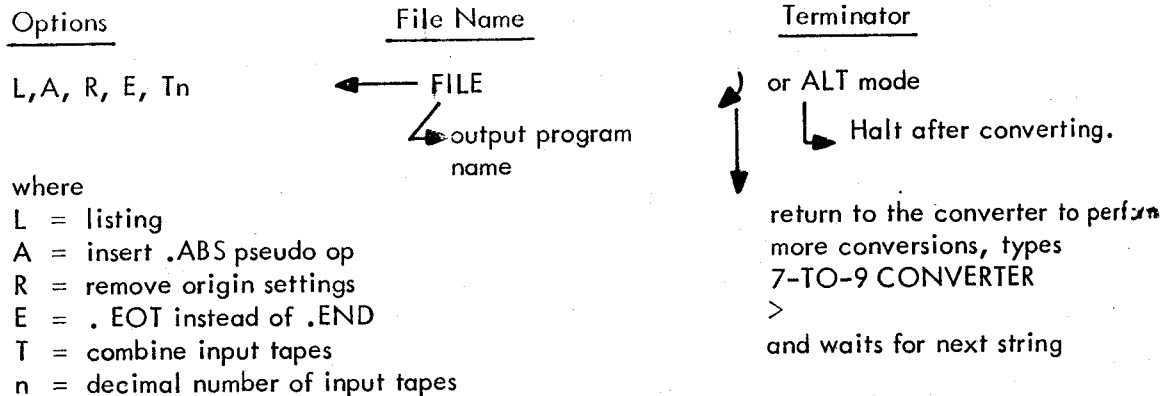 Options
File Name
Terminator
L,A, R, E, Tn
FILE
output program
name
or ALT mode
Halt after converting.
where
L = listing
A = insert .ABS pseudo op
R = remove origin settings
E = . EOT instead of .END
T = combine input tapes
n = decimal number of input tapes
return to the converter to
more conversions, types
7-TO-9 CONVERTER
>
and waits for next string